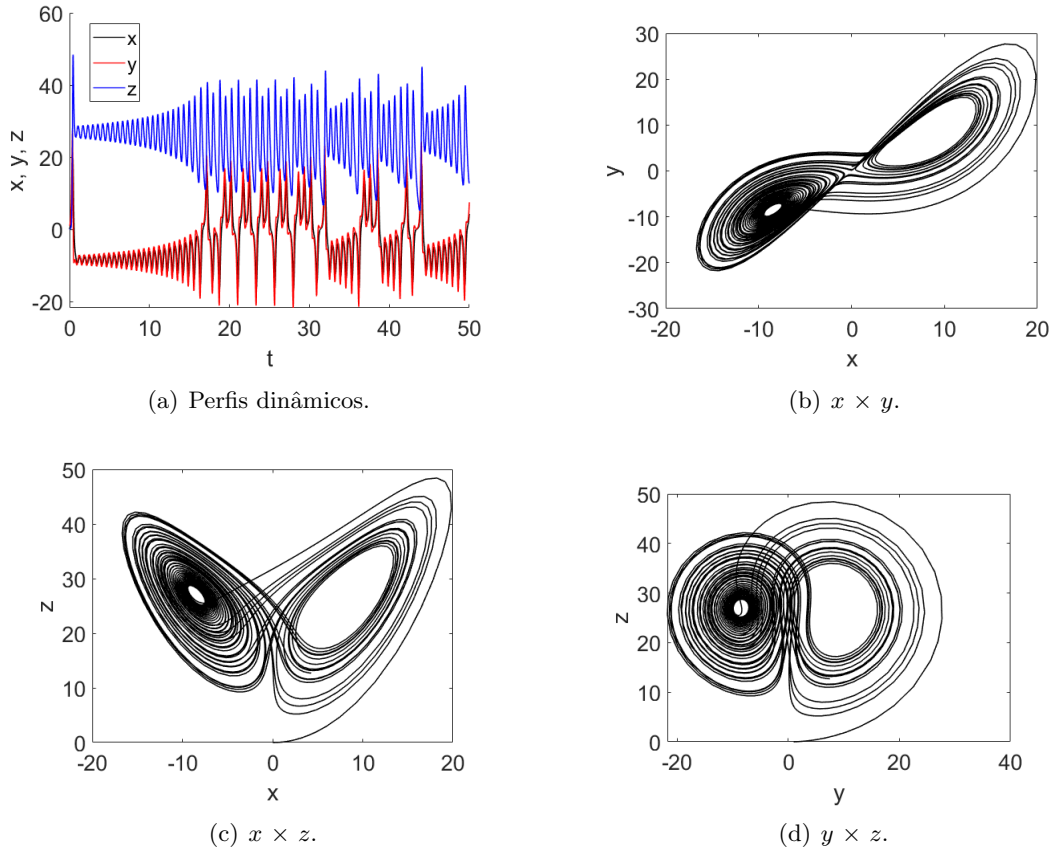 60
40
20
0
-20
x
y
z
x, y, z
0 10 20 30 40 50
t
(a) Perfis dinâmicos.
30
20
10
0
-10
-20
-30
y
-20 -10 0 10 20
x
(b) x × y.
50
40
30
20
10
0
z
-20 -10 0 10 20
x
(c) x × z.
50
40
30
20
10
0
z
-20 0 20 40
y
(d) y × z.